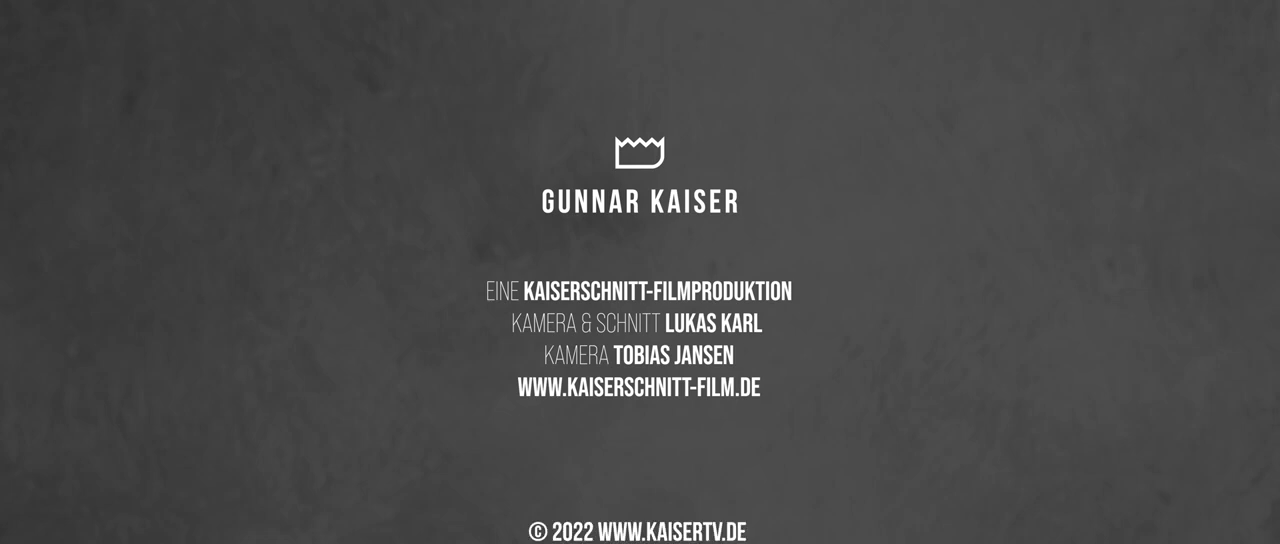 GUNNAR KAISER
EINE KAISERSCHNITT-FILMPRODUKTION
KAMERA & SCHNITT LUKAS KARL
KAMERA TOBIAS JANSEN
WWW.KAISERSCHNITT-FILM.DE
© 2022 WWW.KAISERTV.DE